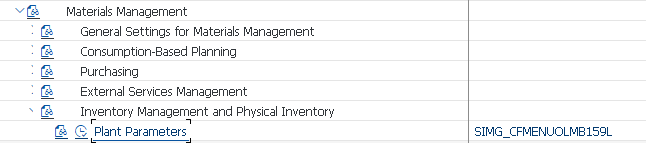 Materials Management
General Settings for Materials Management
Consumption-Based Planning
Purchasing
External Services Management
Inventory Management and Physical Inventory
Plant Parameters SIMG_CFMENUOLMB159L